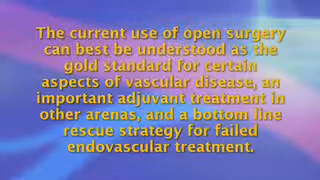 The current use of open surgery
can best be understood as the
gold standard for certain
aspects of vascular disease, an
important adjuvant treatment in
other arenas, and a bottom line
rescue strategy for failed
endovascular treatment.